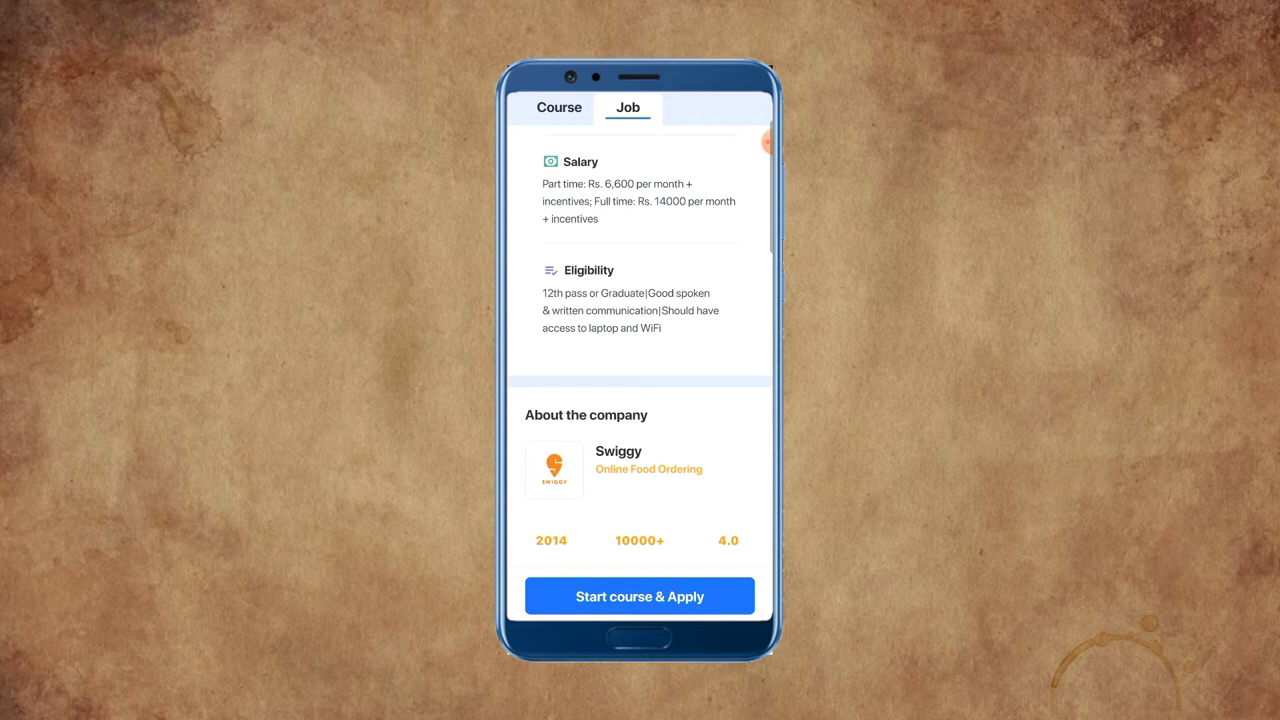 Course Job
Salary
Part time: Rs. 6,600 per month +
incentives; Full time: Rs. 14000 per month
+ incentives
Eligibility
12th pass or Graduate|Good spoken
& written communication|Should have
access to laptop and WiFi
About the company
Swiggy
Online Food Ordering
SWIGGY
2014 10000+ 4.0
Start course & Apply